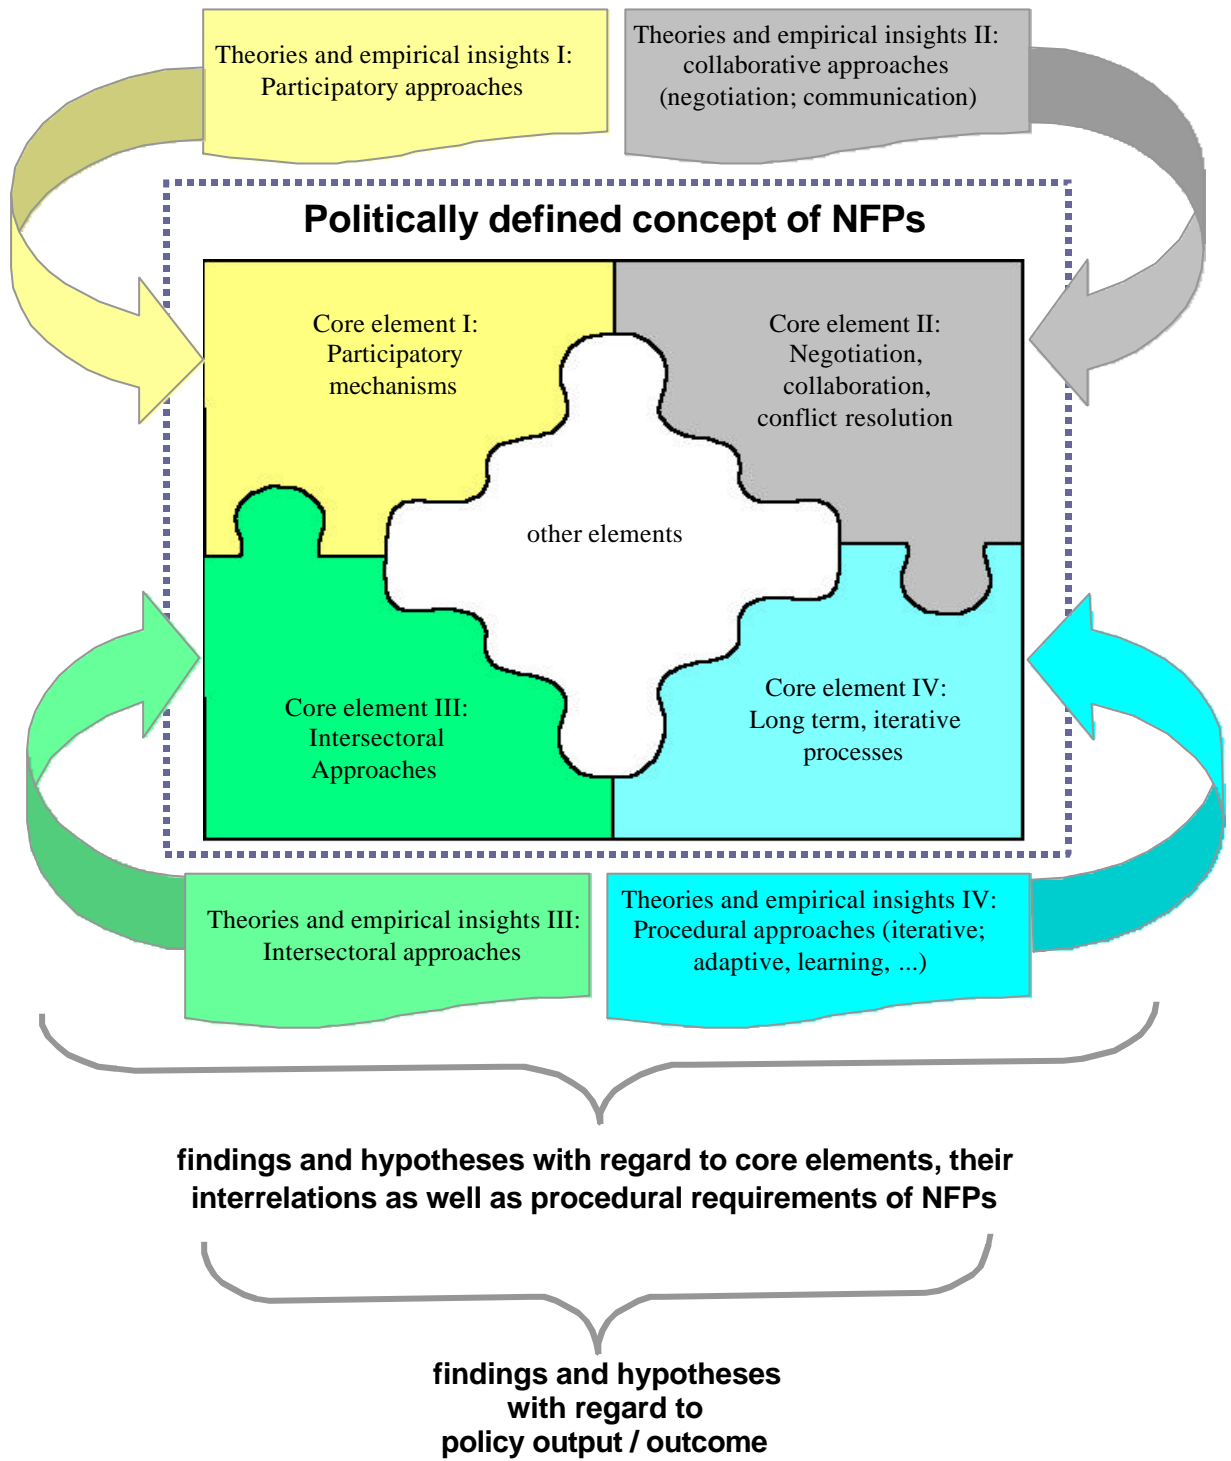 Theories and empirical insights I:
Participatory approaches
Theories and empirical insights II:
collaborative approaches
(negotiation; communication)
Politically defined concept of NFPs
Core element I:
Participatory
mechanisms
Core element II:
Negotiation,
collaboration,
conflict resolution
other elements
Core element III:
Intersectoral
Approaches
Core element IV:
Long term, iterative
processes
Theories and empirical insights III:
Intersectoral approaches
Theories and empirical insights IV:
Procedural approaches (iterative;
adaptive, learning, ...)
findings and hypotheses with regard to core elements, their
interrelations as well as procedural requirements of NFPs
findings and hypotheses
with regard to
policy output / outcome